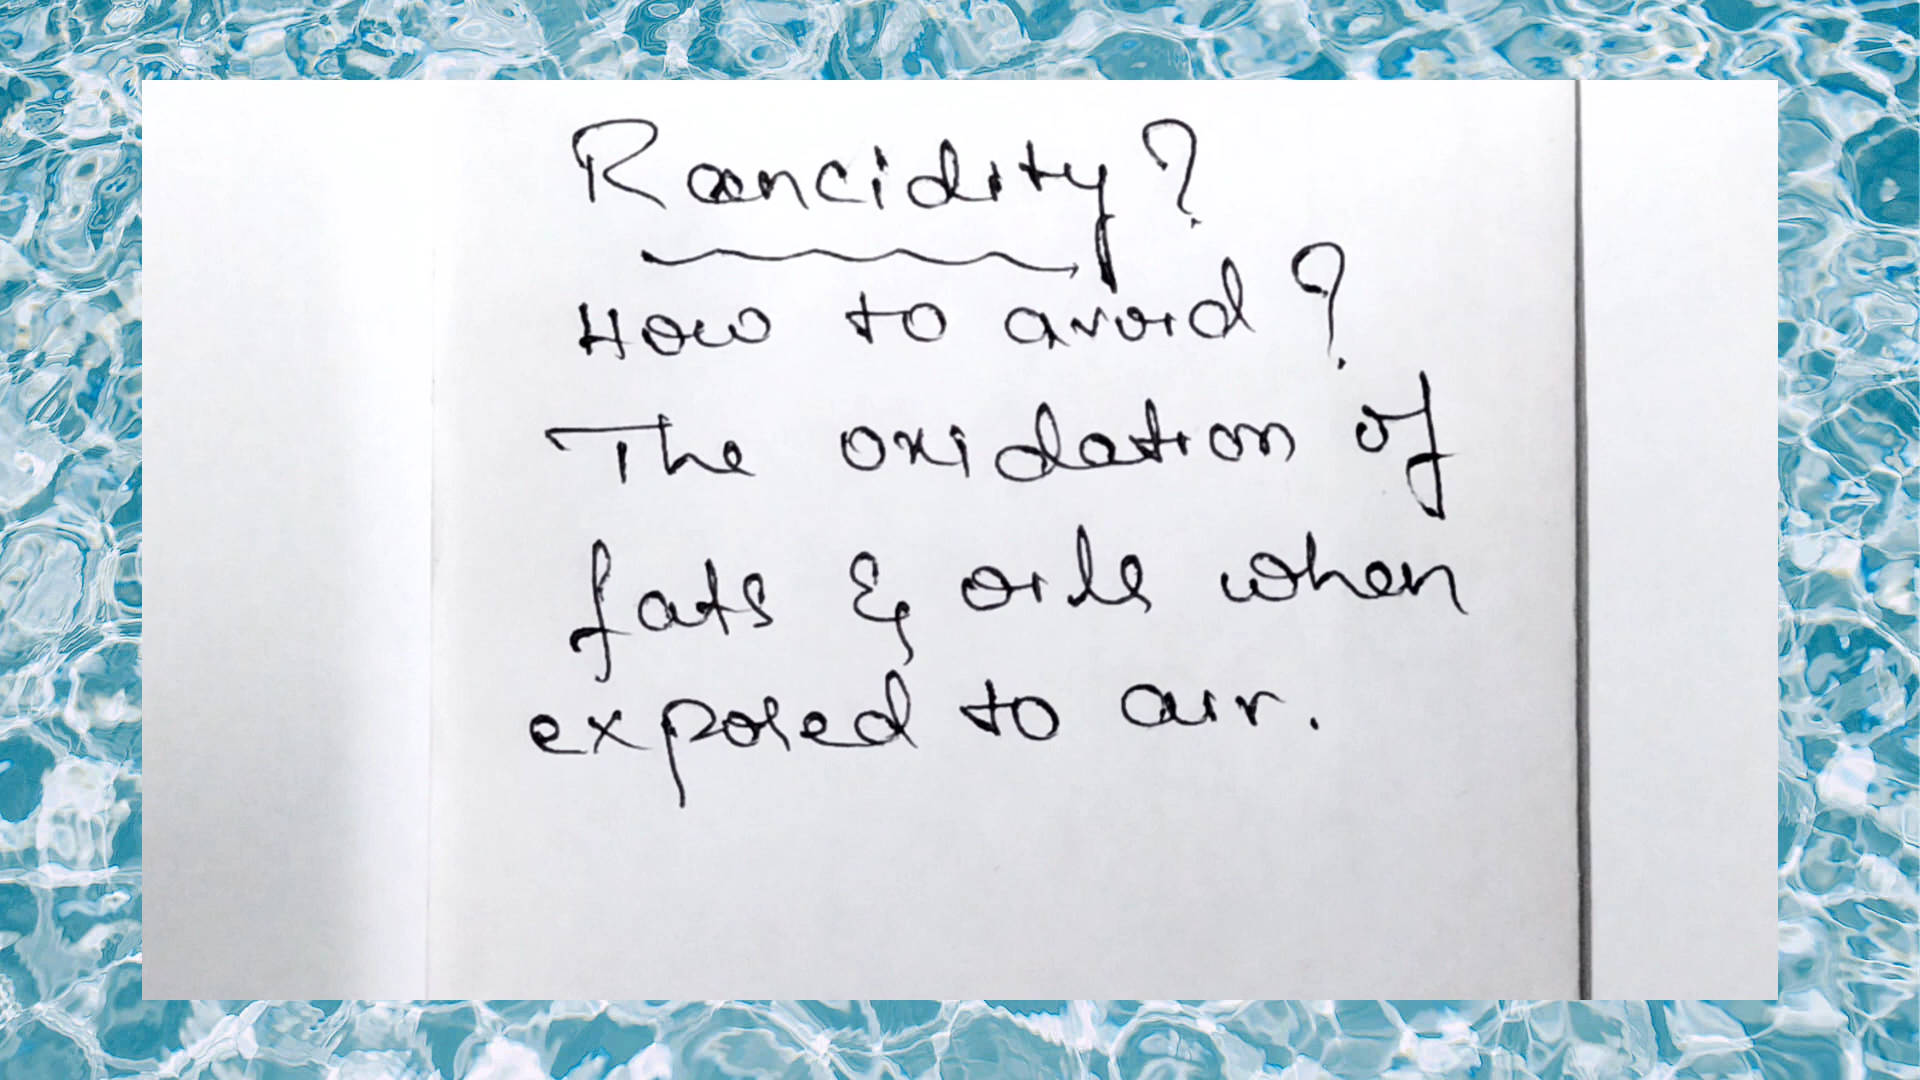 Rancidity?
How to avoid?
The oxidation of
fats & oils when
exposed to air.